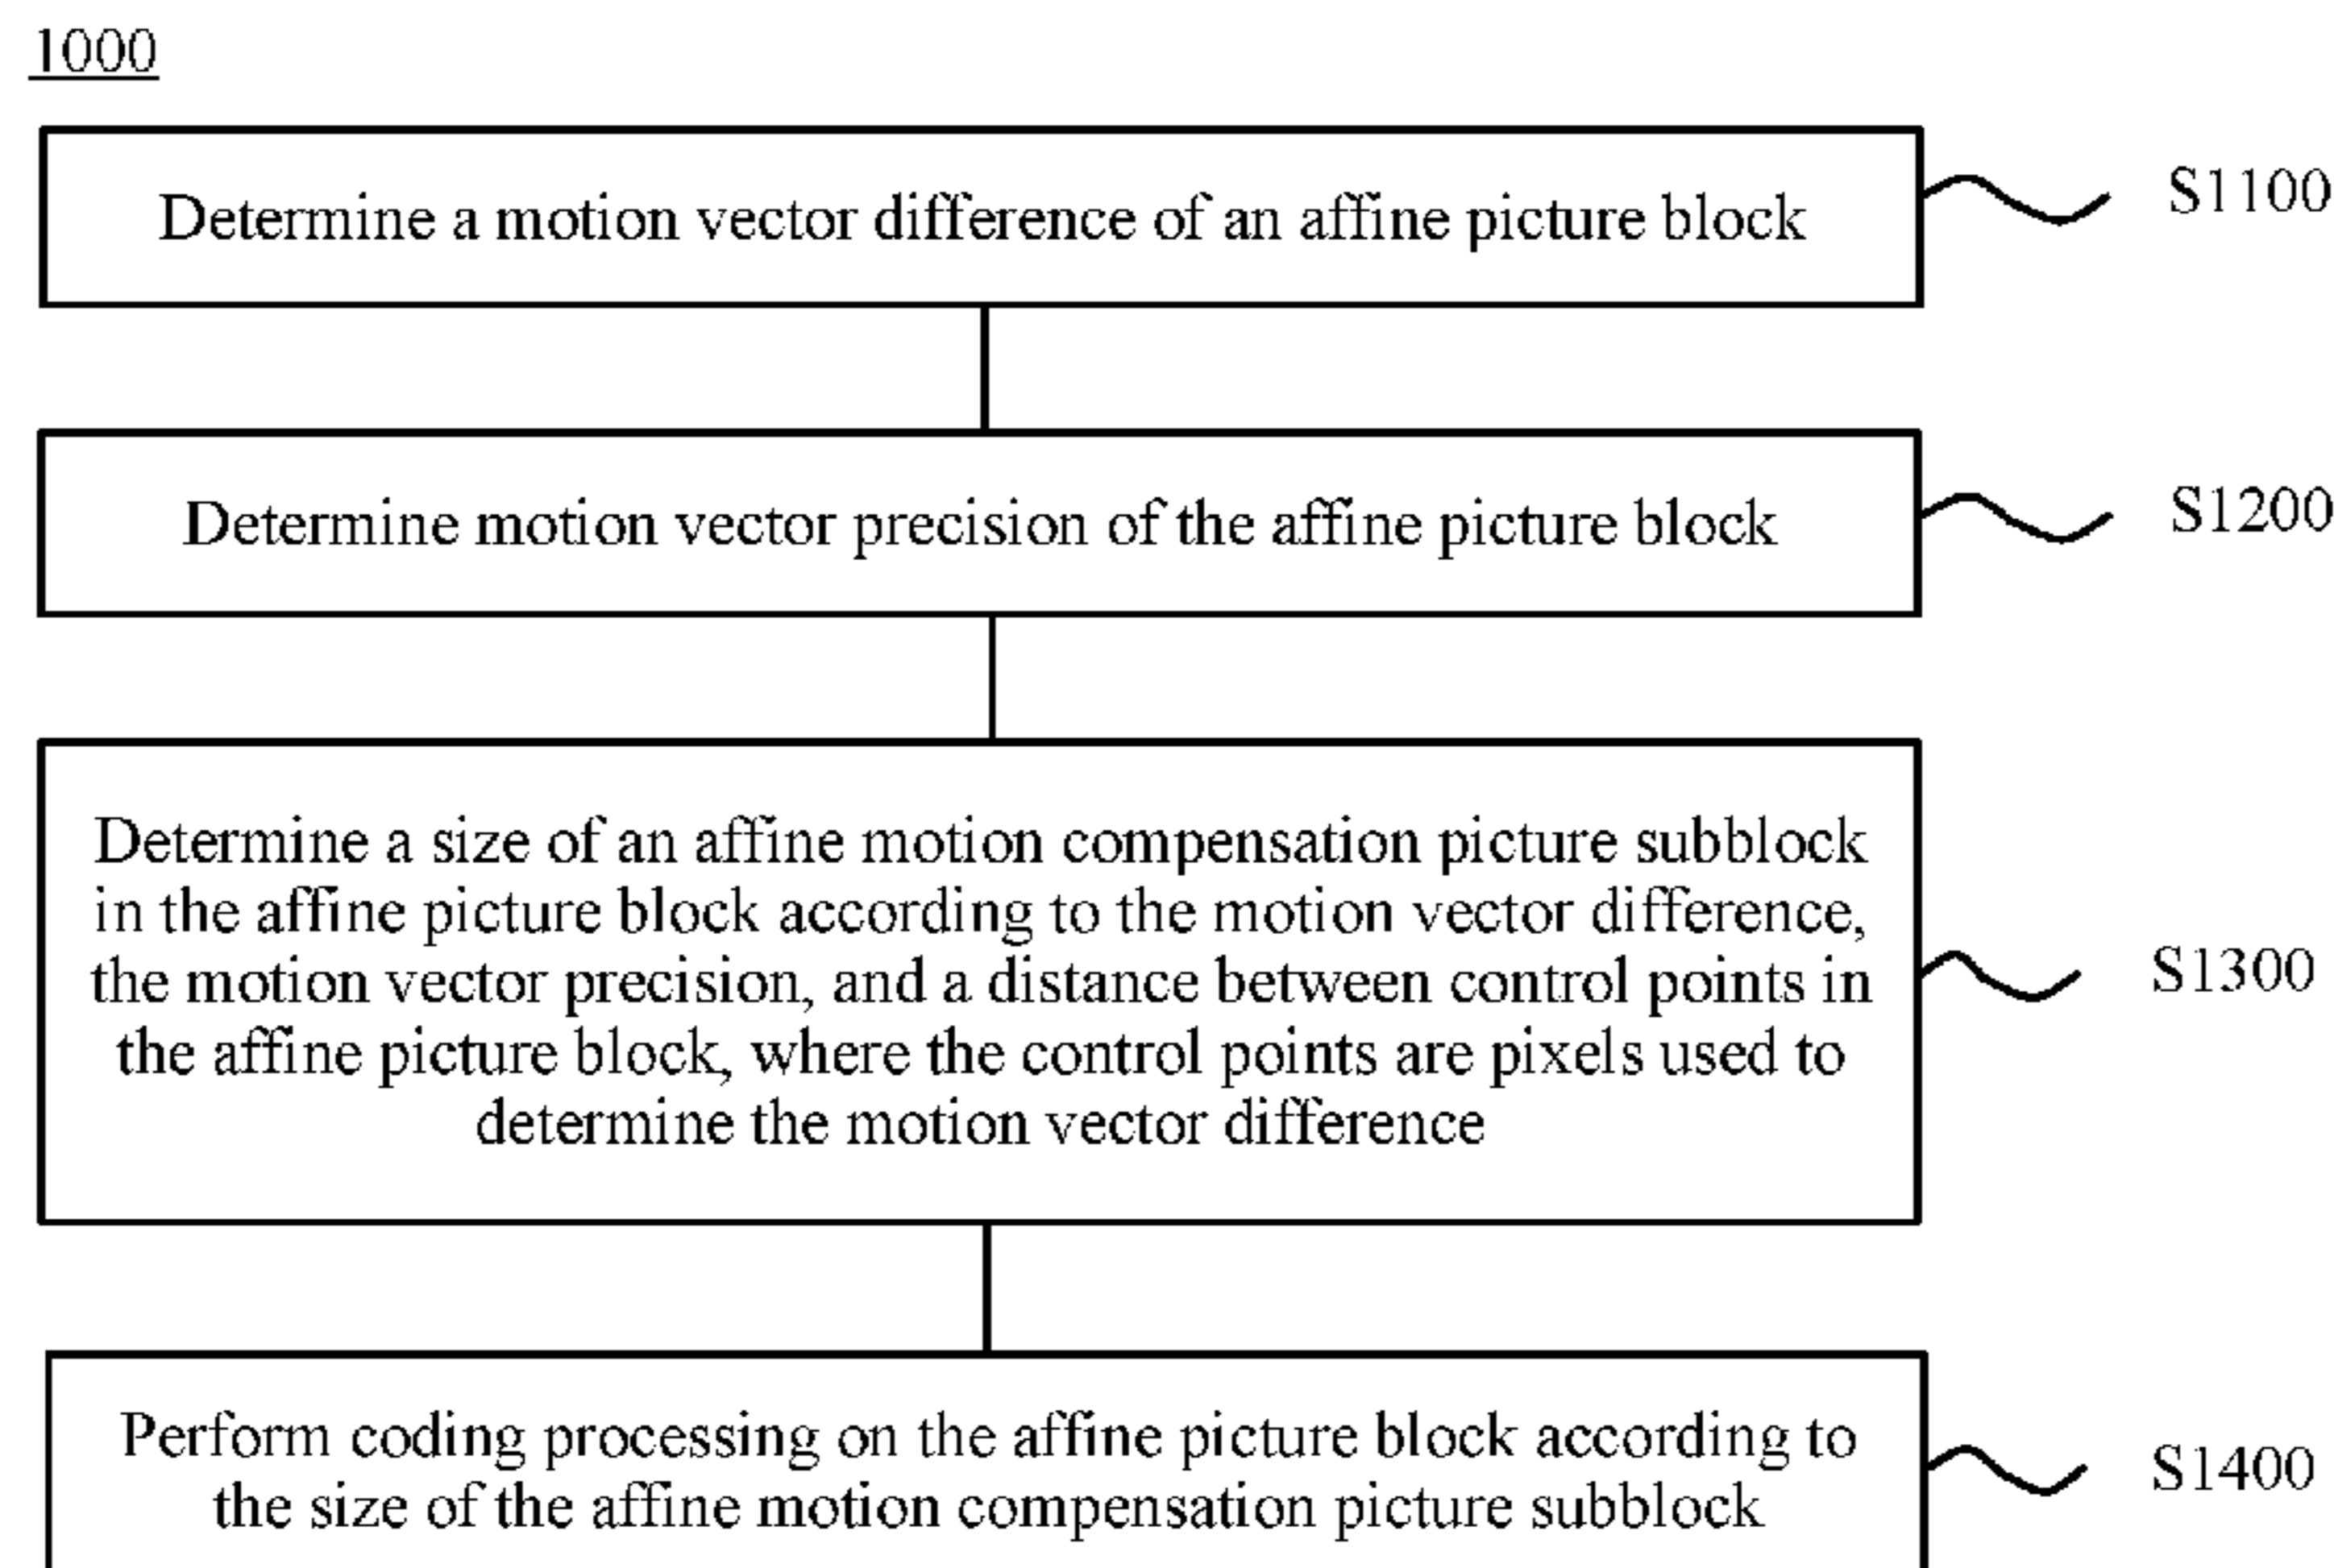 1000
Determine a motion vector difference of an affine picture block
S1100
Determine motion vector precision of the affine picture block
S1200
Determine a size of an affine motion compensation picture subblock
in the affine picture block according to the motion vector difference,
the motion vector precision, and a distance between control points in
the affine picture block, where the control points are pixels used to
determine the motion vector difference
S1300
Perform coding processing on the affine picture block according to
the size of the affine motion compensation picture subblock
S1400